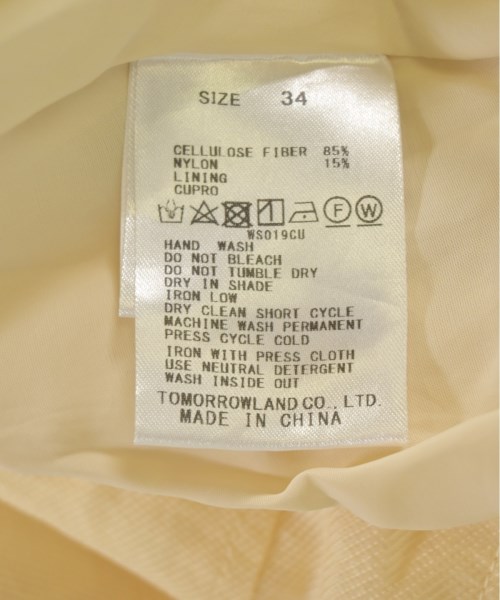 SIZE 34
CELLULOSE FIBER 85%
NYLON 15%
LINING
CUPRO
F W
WS019CU
HAND WASH
DO NOT BLEACH
DO NOT TUMBLE DRY
DRY IN SHADE
IRON LOW
DRY CLEAN SHORT CYCLE
MACHINE WASH PERMANENT
PRESS CYCLE COLD
IRON WITH PRESS CLOTH
USE NEUTRAL DETERGENT
WASH INSIDE OUT
TOMORROWLAND CO., LTD.
MADE IN CHINA